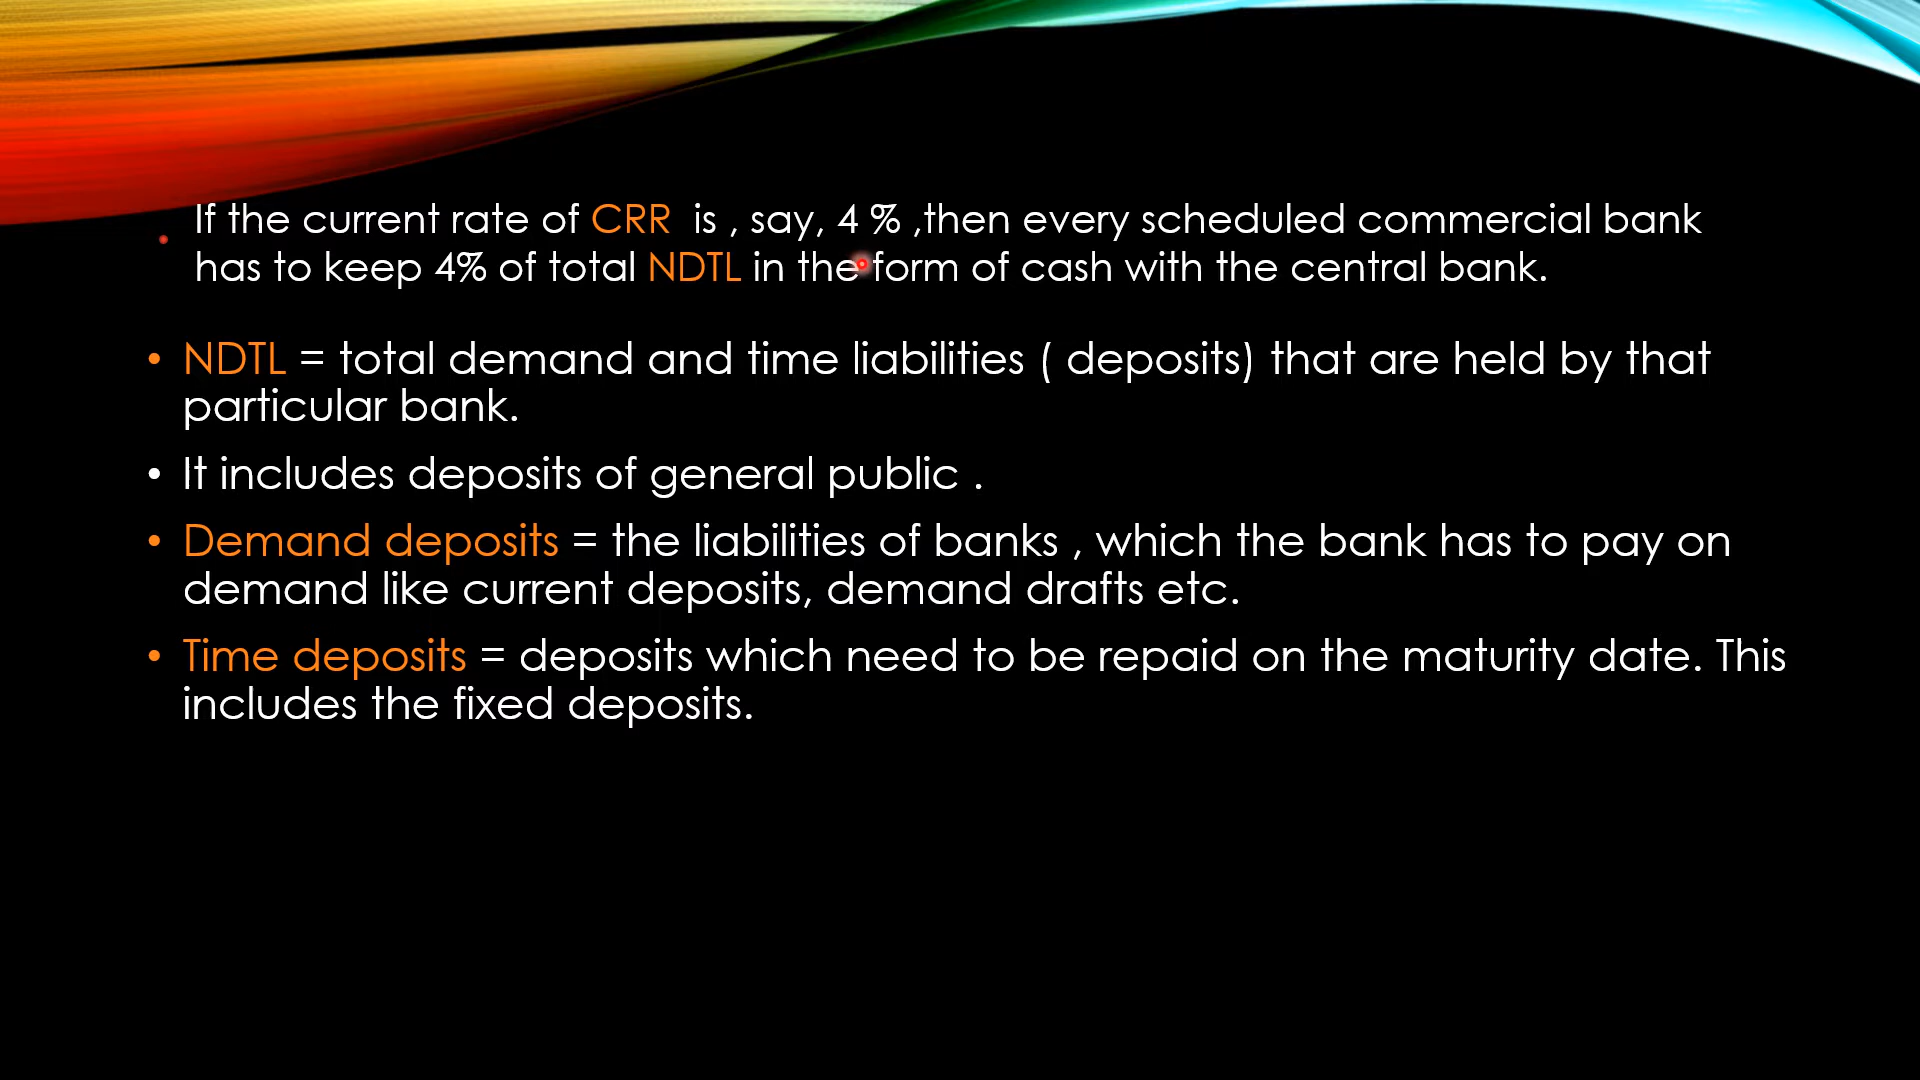 If the current rate of CRR is , say, 4 % ,then every scheduled commercial bank
has to keep 4% of total NDTL in the form of cash with the central bank.
• NDTL = total demand and time liabilities ( deposits) that are held by that
particular bank.
• It includes deposits of general public .
• Demand deposits = the liabilities of banks , which the bank has to pay on
demand like current deposits, demand drafts etc.
• Time deposits = deposits which need to be repaid on the maturity date. This
includes the fixed deposits.